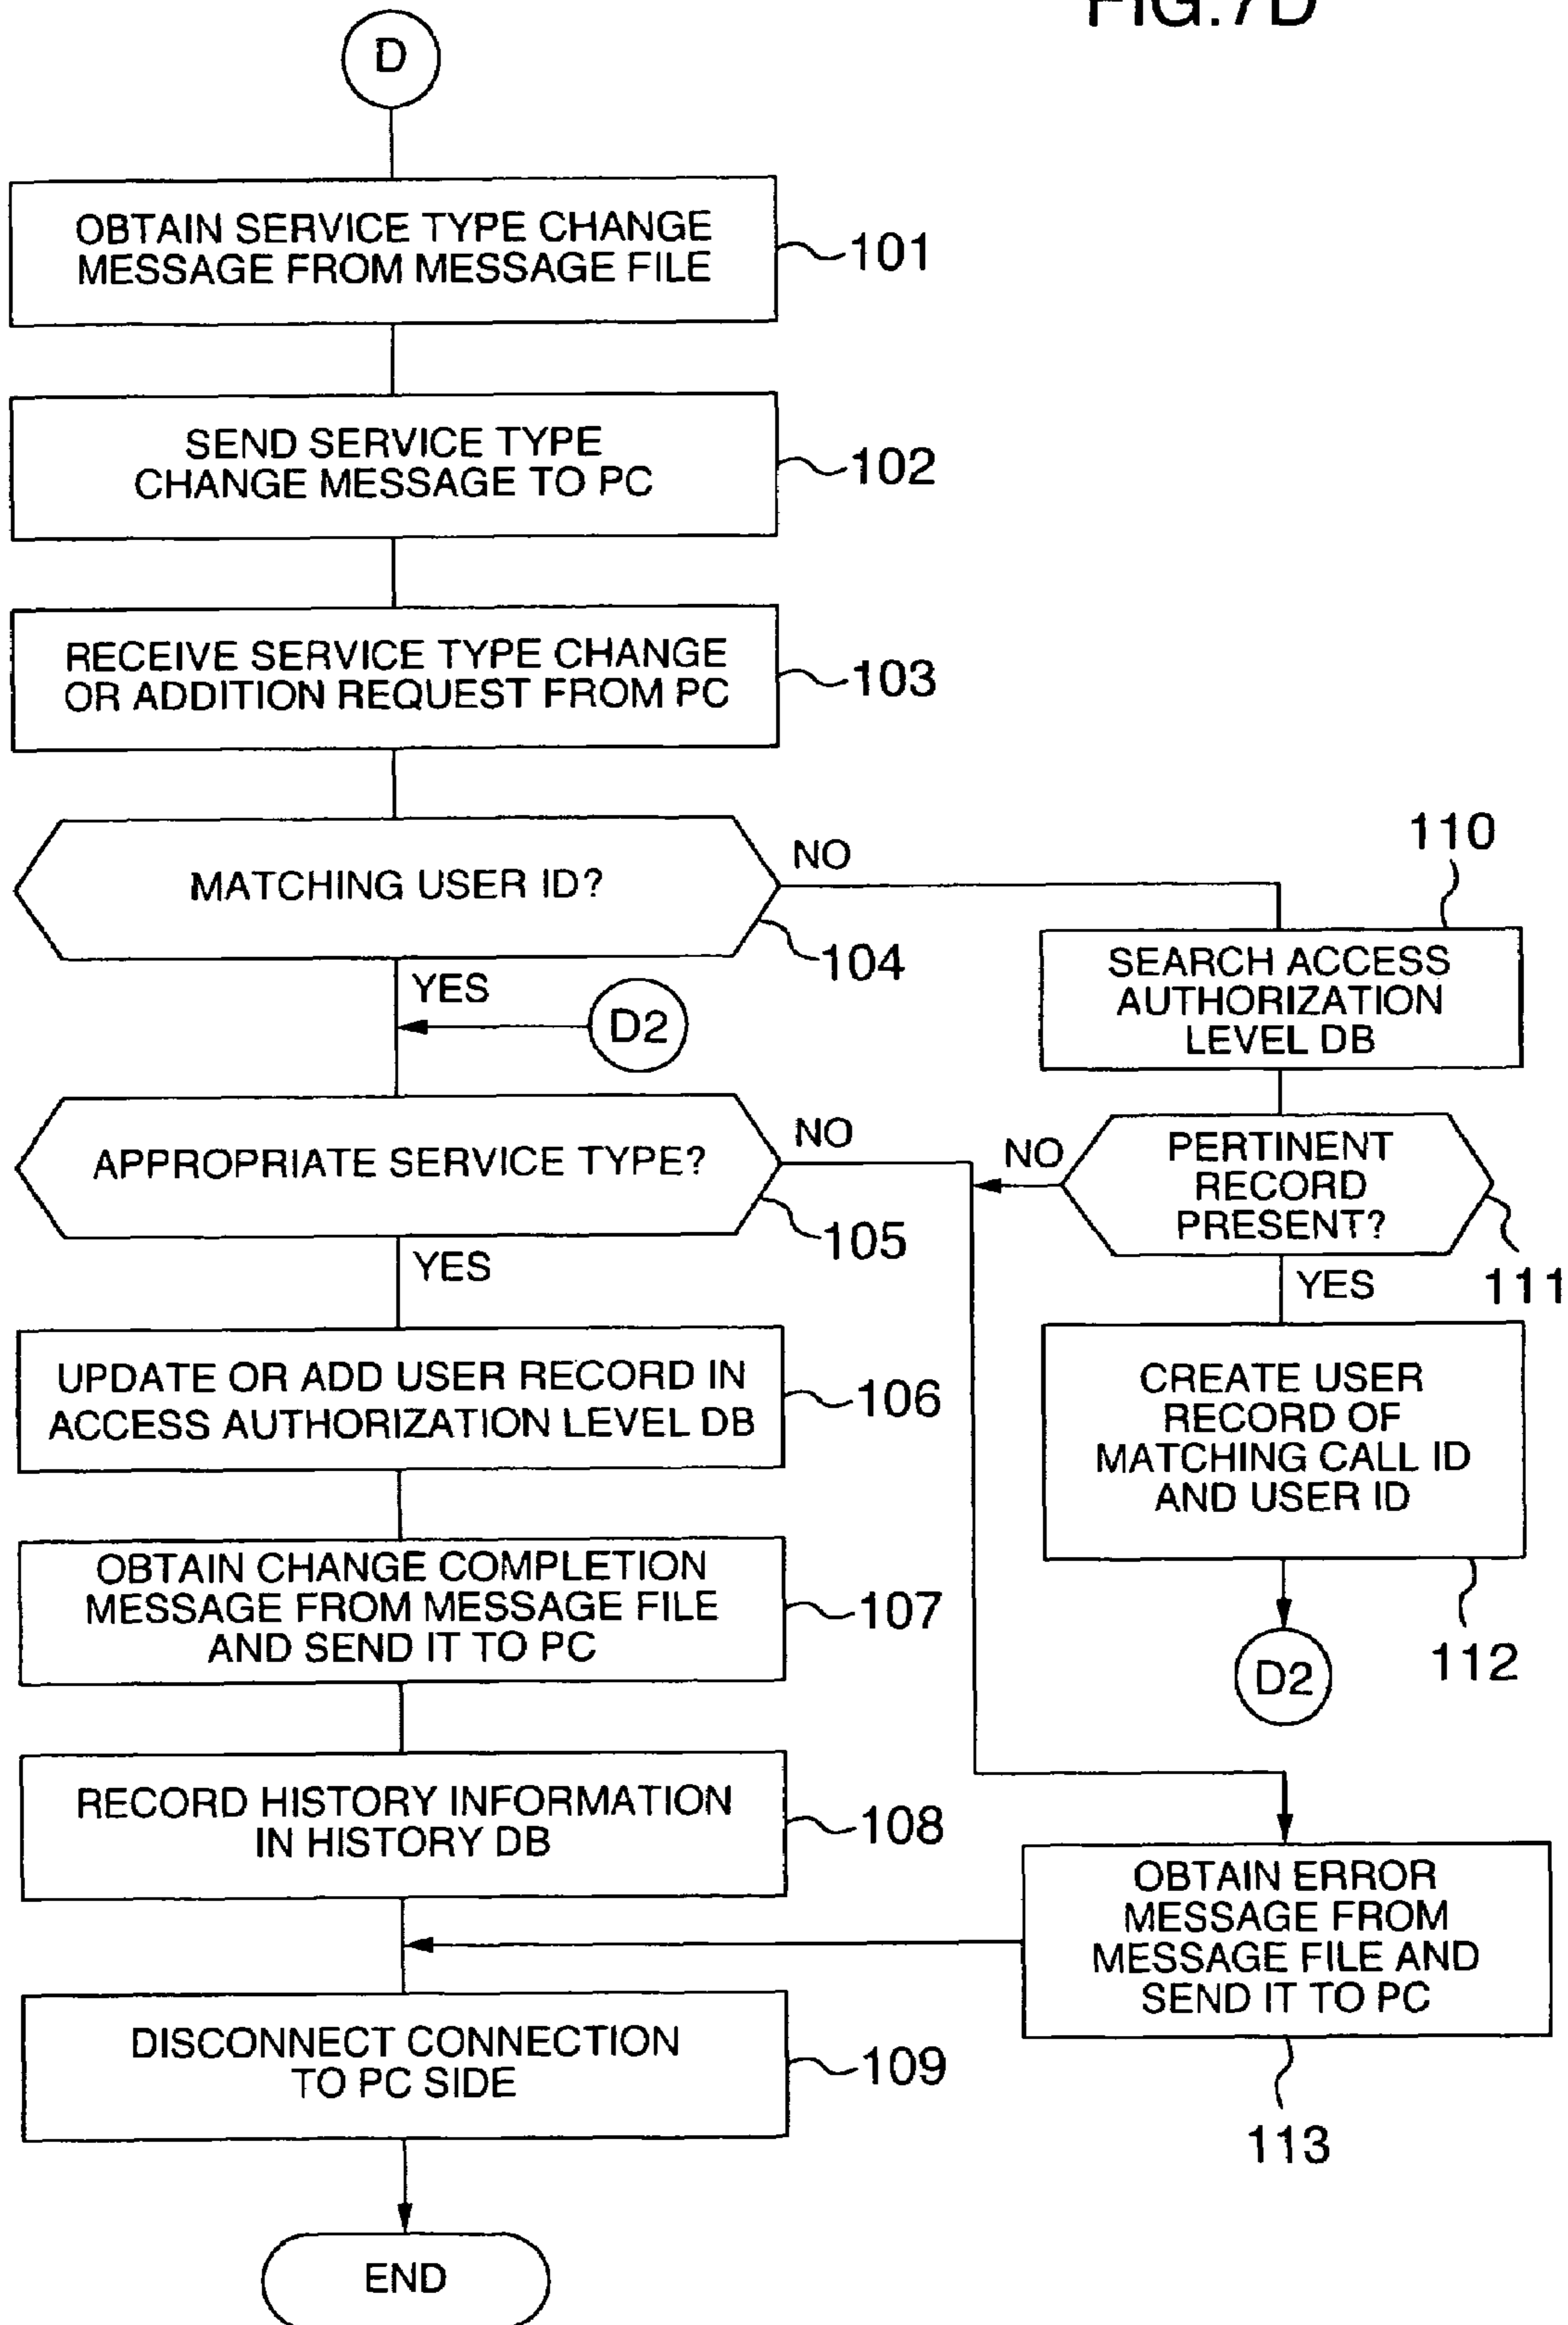 FIG.7D
D
OBTAIN SERVICE TYPE CHANGE
MESSAGE FROM MESSAGE FILE
101
SEND SERVICE TYPE
CHANGE MESSAGE TO PC
102
RECEIVE SERVICE TYPE CHANGE
OR ADDITION REQUEST FROM PC
103
MATCHING USER ID?
NO
104
YES
D2
110
SEARCH ACCESS
AUTHORIZATION
LEVEL DB
APPROPRIATE SERVICE TYPE?
NO
105
YES
NO
PERTINENT
RECORD
PRESENT?
111
YES
UPDATE OR ADD USER RECORD IN
ACCESS AUTHORIZATION LEVEL DB
106
CREATE USER
RECORD OF
MATCHING CALL ID
AND USER ID
112
D2
OBTAIN CHANGE COMPLETION
MESSAGE FROM MESSAGE FILE
AND SEND IT TO PC
107
RECORD HISTORY INFORMATION
IN HISTORY DB
108
OBTAIN ERROR
MESSAGE FROM
MESSAGE FILE AND
SEND IT TO PC
113
DISCONNECT CONNECTION
TO PC SIDE
109
END